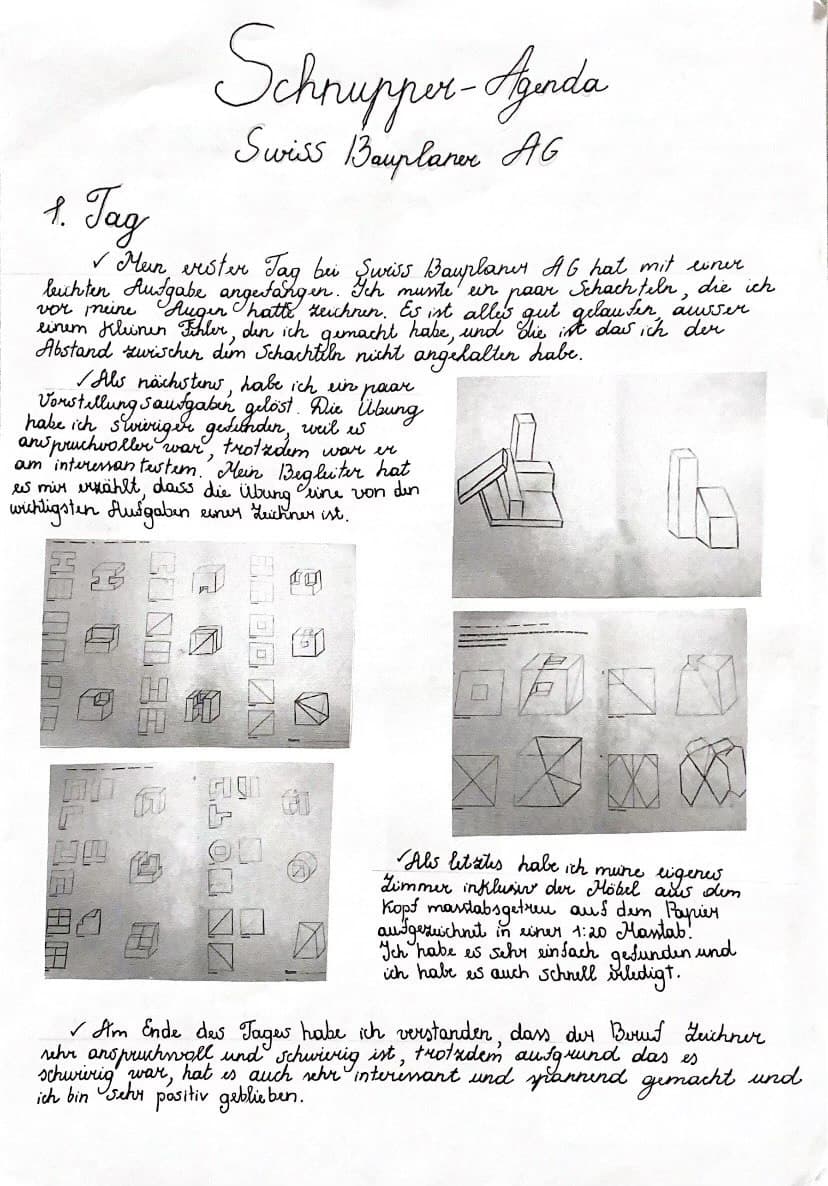 Schnupper-Agenda
Swiss Bauplaner AG
1. Tag
✓ Mein erster Tag bei Swiss Bauplaner AG hat mit einer
leichten Aufgabe angefangen. Ich musste ein paar Schachteln, die ich
vor meine Augen hatte zeichnen. Es ist alles gut gelaufen, ausser
einem kleinen Fehler, den ich gemacht habe, und die ist das ich der
Abstand zwischen dem Schachteln nicht angehalten habe.
✓ Als nächstens, habe ich ein paar
Vorstellungsaufgaben gelöst. Die Übung
habe ich swiriger gefunden, weil es
anspruchvoller war, trotzdem war er
am interessantestem. Mein Begleiter hat
es mir erzählt, dass die Übung eine von den
wichtigsten Aufgaben einer Zeichner ist.
✓ Als letztes habe ich meine eigenes
Zimmer inklusiv der Möbel aus dem
Kopf masstabsgetreu auf dem Papier
aufgezeichnet in einer 1:20 Masstab.
Ich habe es sehr einfach gefunden und
ich habe es auch schnell erledigt.
✓ Am Ende des Tages habe ich verstanden, dass der Beruf Zeichner
sehr anspruchvoll und schwierig ist, trotzdem aufgrund das es
schwirig war, hat es auch sehr interessant und spannend gemacht und
ich bin sehr positiv geblieben.